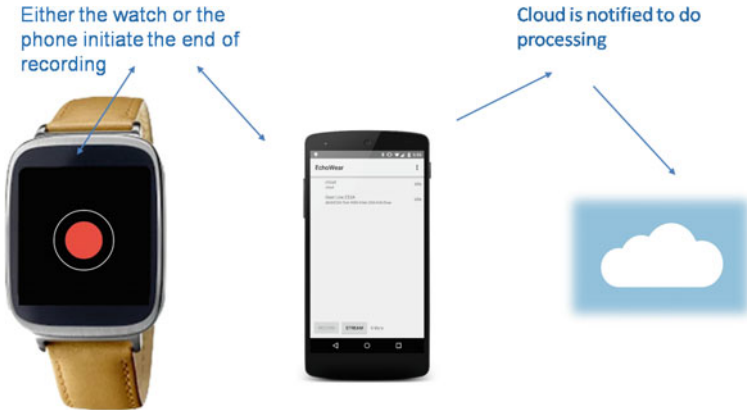 Either the watch or the
phone initiate the end of
recording
Cloud is notified to do
processing
EchoWear
STREAM